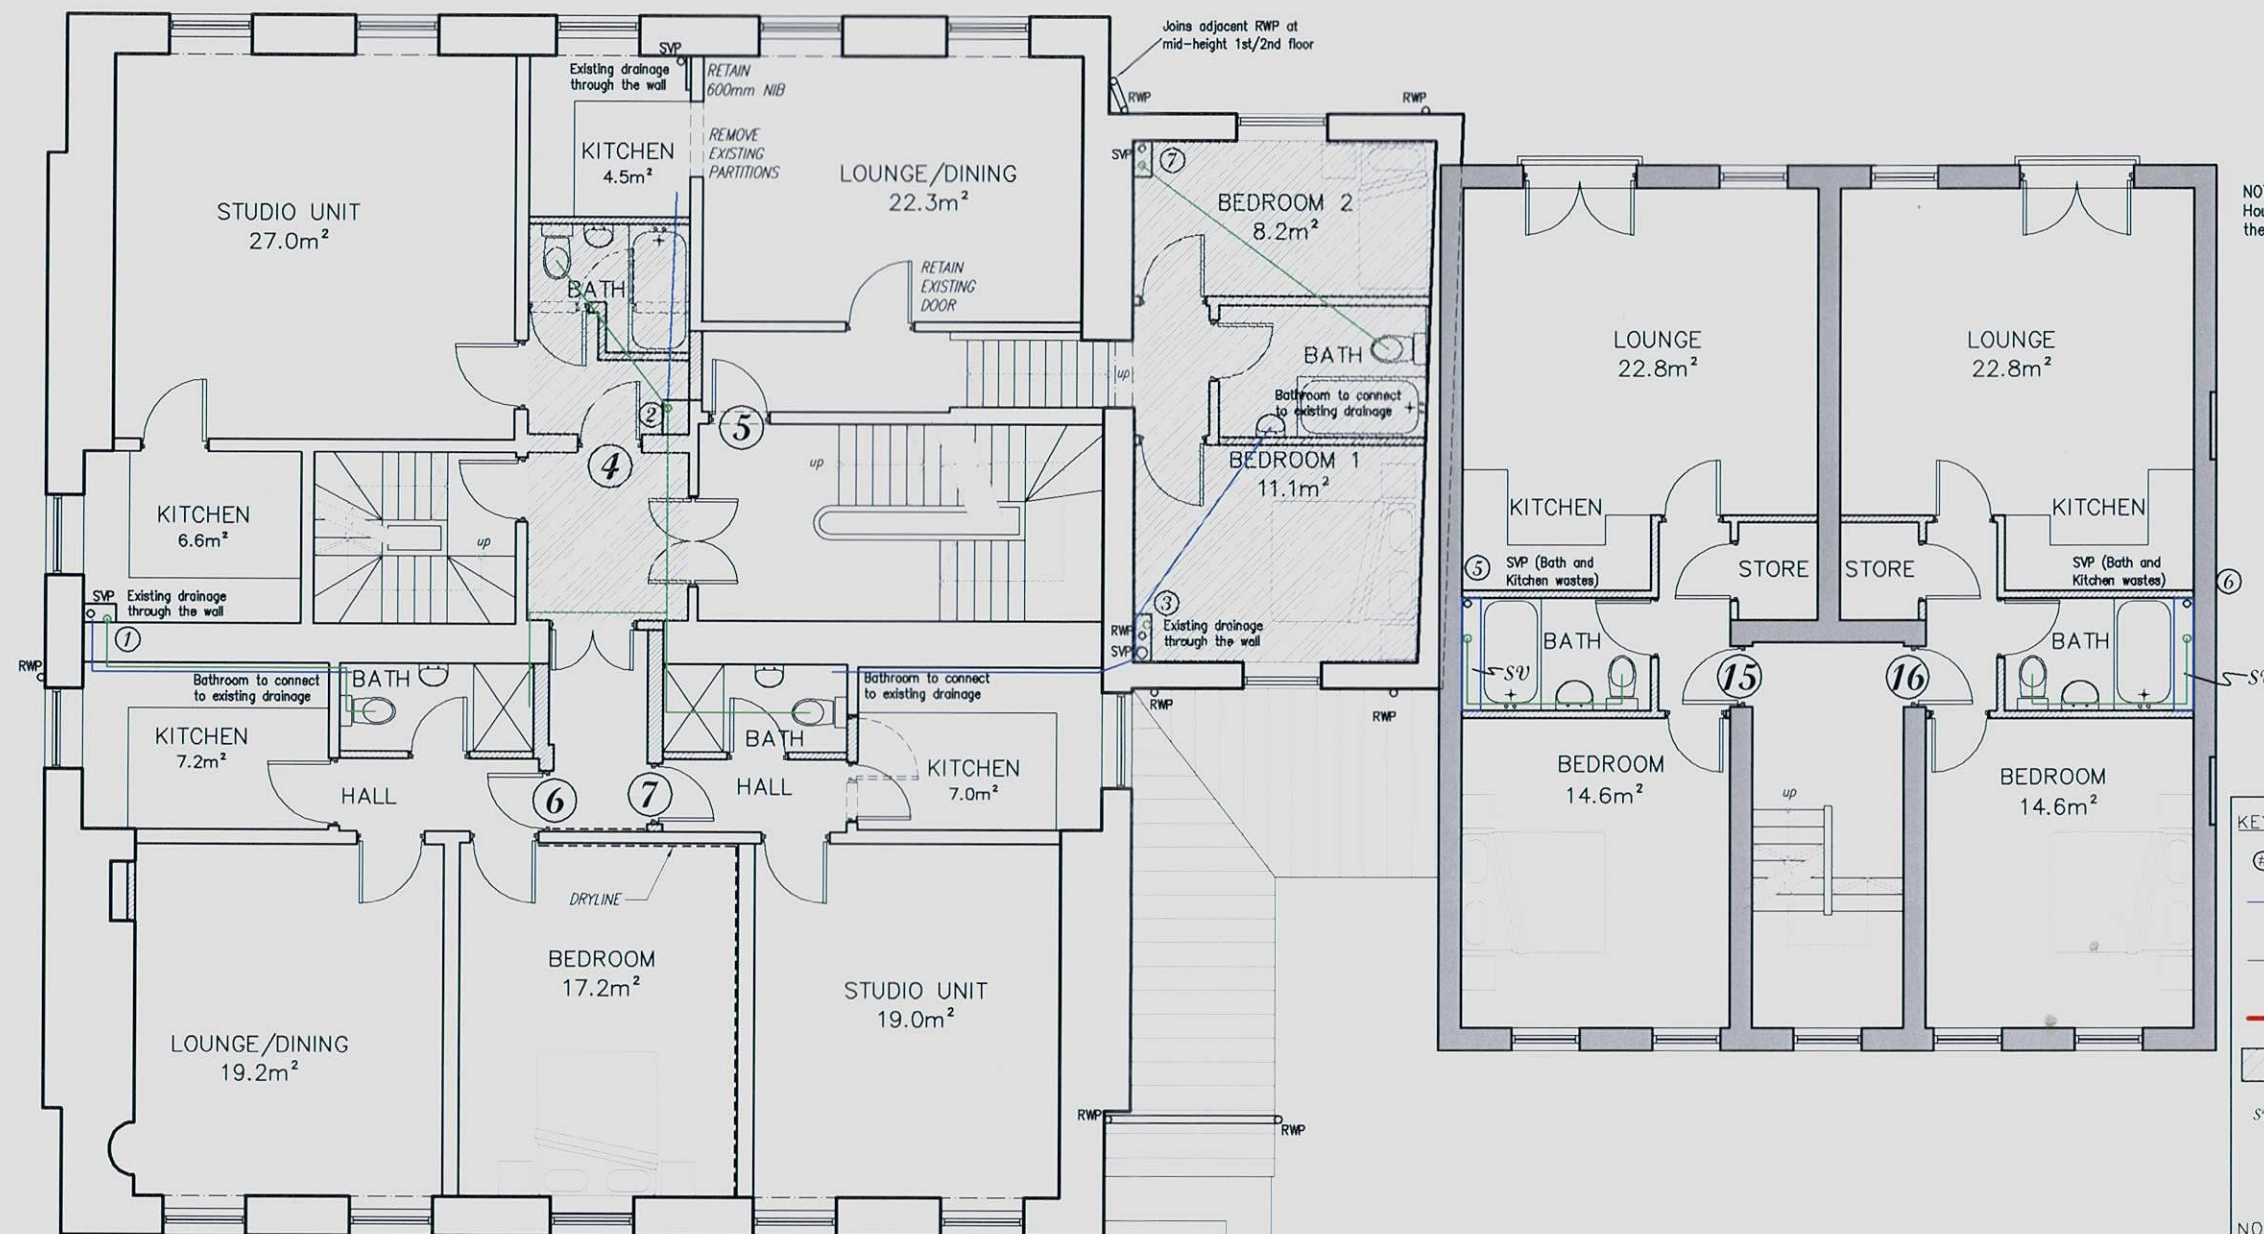 Joins adjacent RWP at
mid-height 1st/2nd floor
SVP
Existing drainage
through the wall
RETAIN
600mm NIB
RWP
RWP
REMOVE
EXISTING
PARTITIONS
KITCHEN
4.5m²
LOUNGE/DINING
22.3m²
SVP
7
BEDROOM 2
8.2m²
STUDIO UNIT
27.0m²
BATH
RETAIN
EXISTING
DOOR
LOUNGE
22.8m²
LOUNGE
22.8m²
BATH
up
Bathroom to connect
to existing drainage
2
5
4
up
BEDROOM 1
11.1m²
KITCHEN
6.6m²
up
KITCHEN
KITCHEN
5
SVP (Bath and
Kitchen wastes)
STORE
STORE
SVP (Bath and
Kitchen wastes)
6
SVP
Existing drainage
through the wall
1
3
RWP
Existing drainage
through the wall
SVP
RWP
BATH
BATH
SV
15
16
Bathroom to connect
to existing drainage
BATH
Bathroom to connect
to existing drainage
RWP
RWP
KITCHEN
7.2m²
BATH
KITCHEN
7.0m²
HALL
6
7
HALL
BEDROOM
14.6m²
up
BEDROOM
14.6m²
KE
DRYLINE
BEDROOM
17.2m²
STUDIO UNIT
19.0m²
LOUNGE/DINING
19.2m²
RWP
RWP
NO